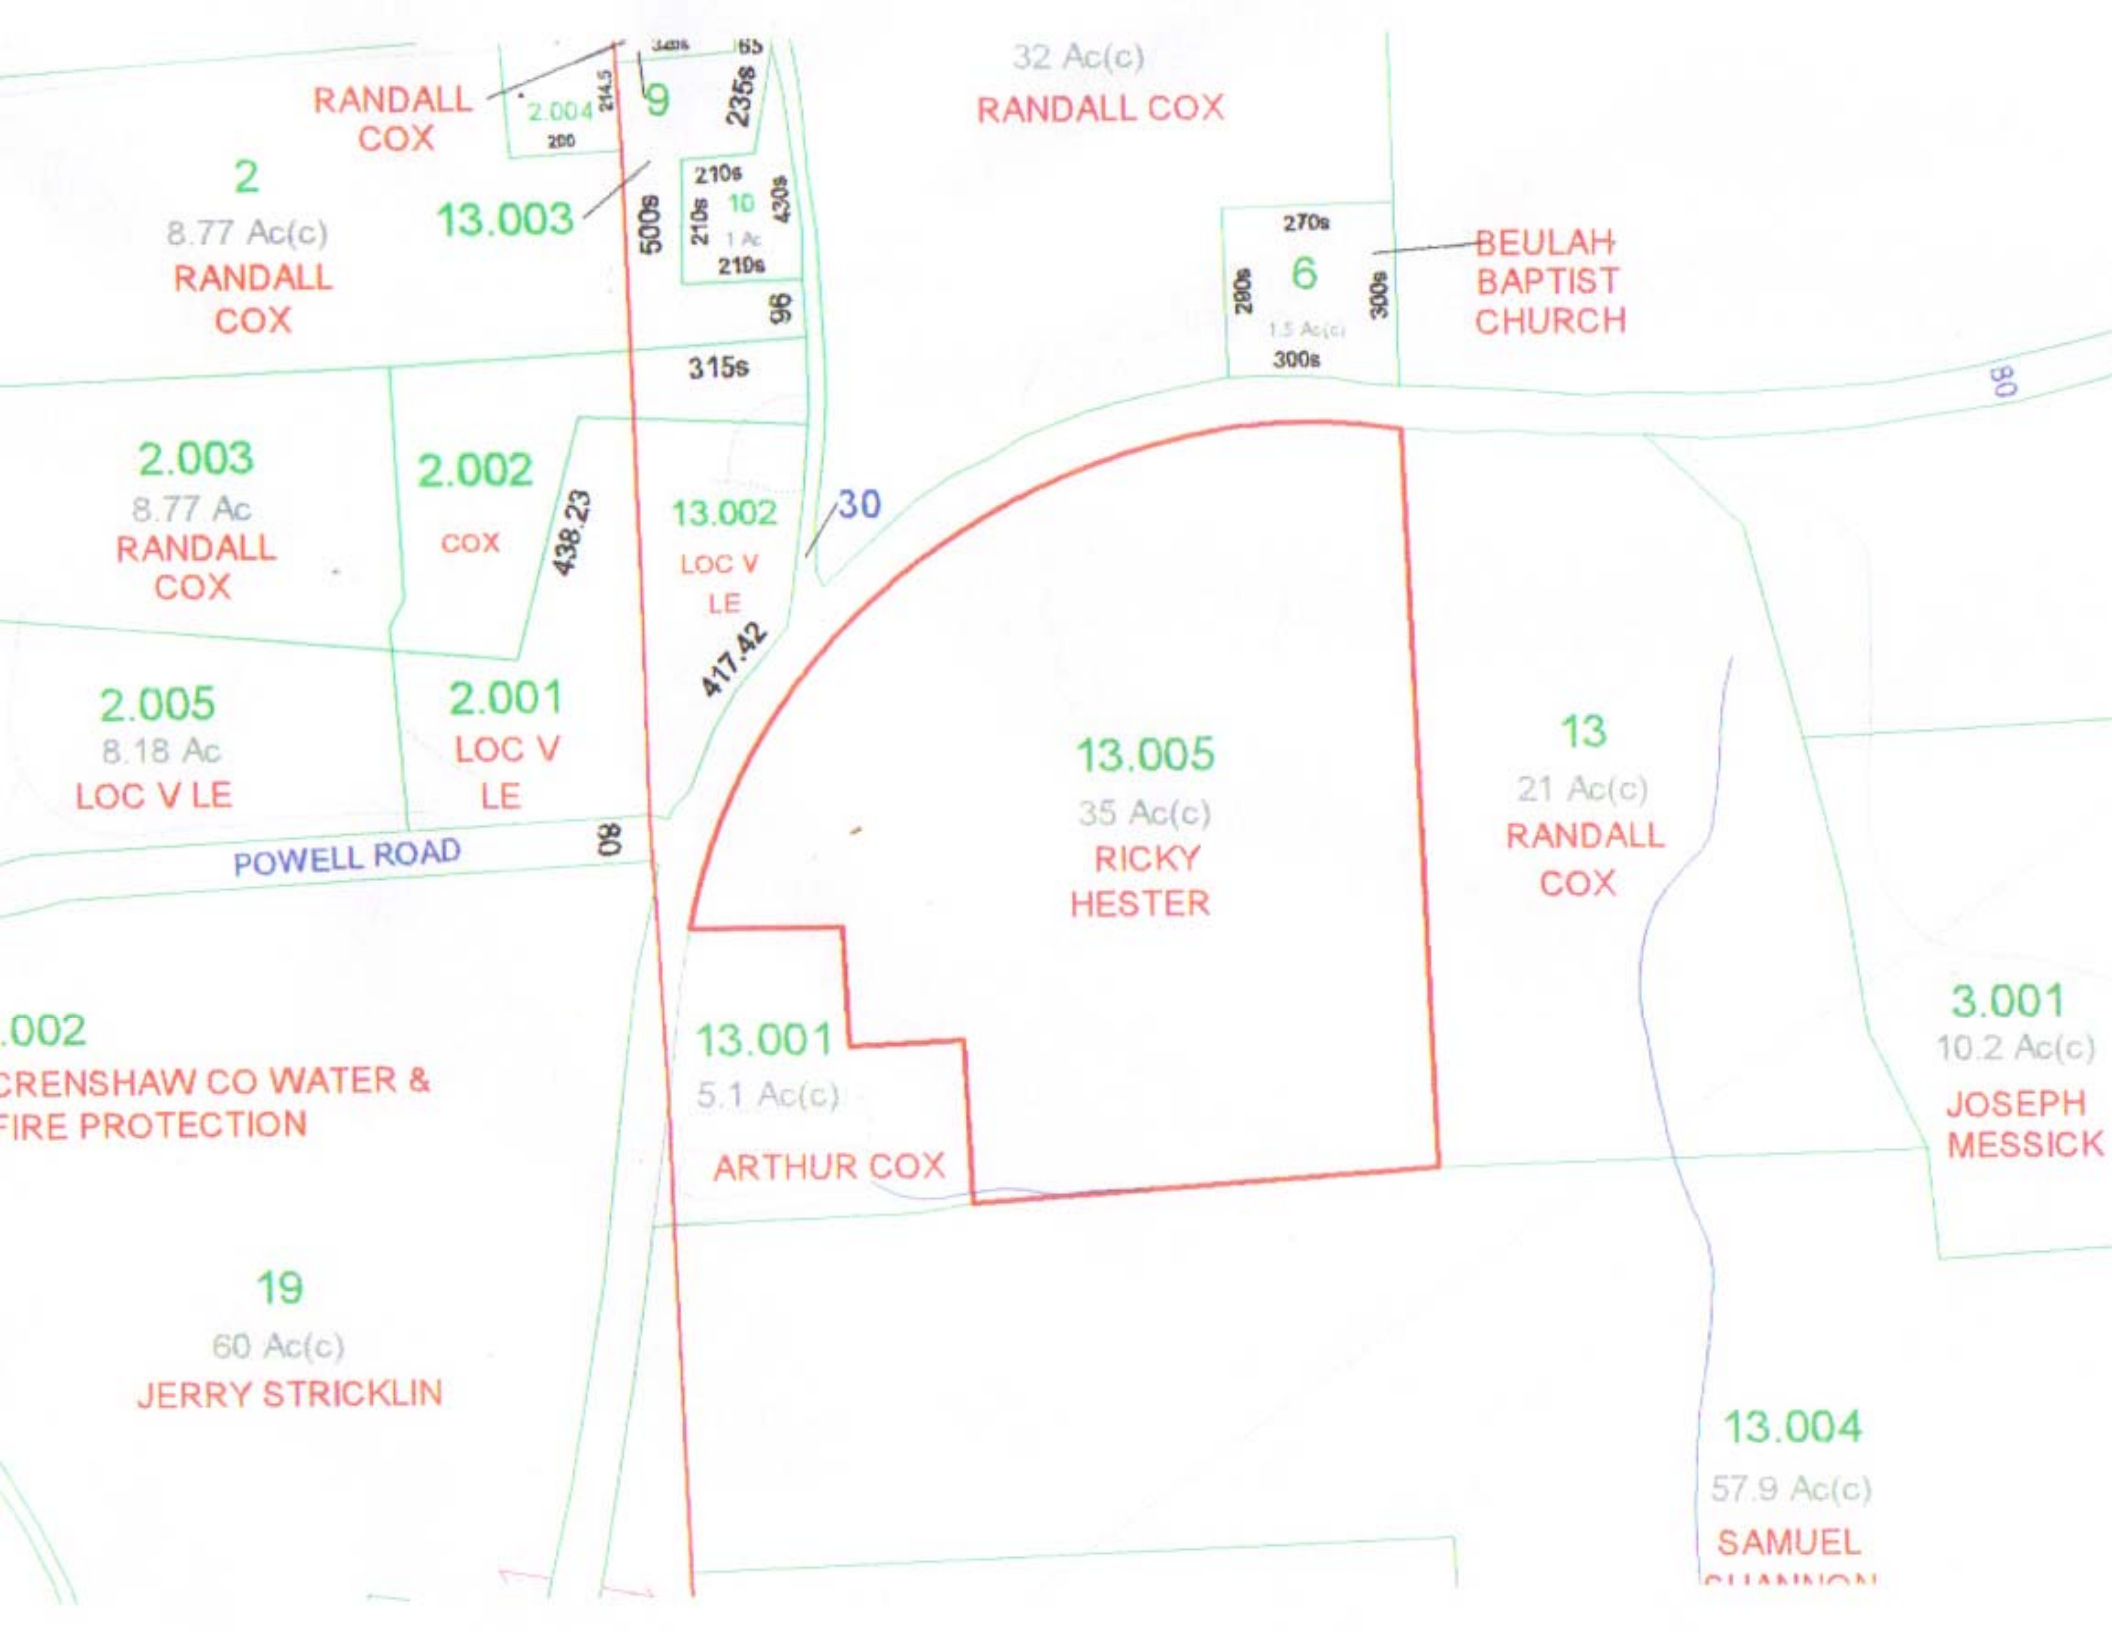 320s
65
32 Ac(c)
RANDALL COX
RANDALL
COX
2.004
214.5
200
9
235s
2
8.77 Ac(c)
RANDALL
COX
13.003
500s
210s
210s
10
1 Ac
430s
210s
96
315s
270s
6
290s
300s
1.5 Ac(c)
300s
BEULAH
BAPTIST
CHURCH
80
2.003
8.77 Ac
RANDALL
COX
2.002
COX
438.23
13.002
LOC V
LE
30
417.42
2.005
8.18 Ac
LOC V LE
2.001
LOC V
LE
POWELL ROAD
80
13.005
35 Ac(c)
RICKY
HESTER
13
21 Ac(c)
RANDALL
COX
.002
CRENSHAW CO WATER &
FIRE PROTECTION
13.001
5.1 Ac(c)
ARTHUR COX
3.001
10.2 Ac(c)
JOSEPH
MESSICK
19
60 Ac(c)
JERRY STRICKLIN
13.004
57.9 Ac(c)
SAMUEL
SHANNON